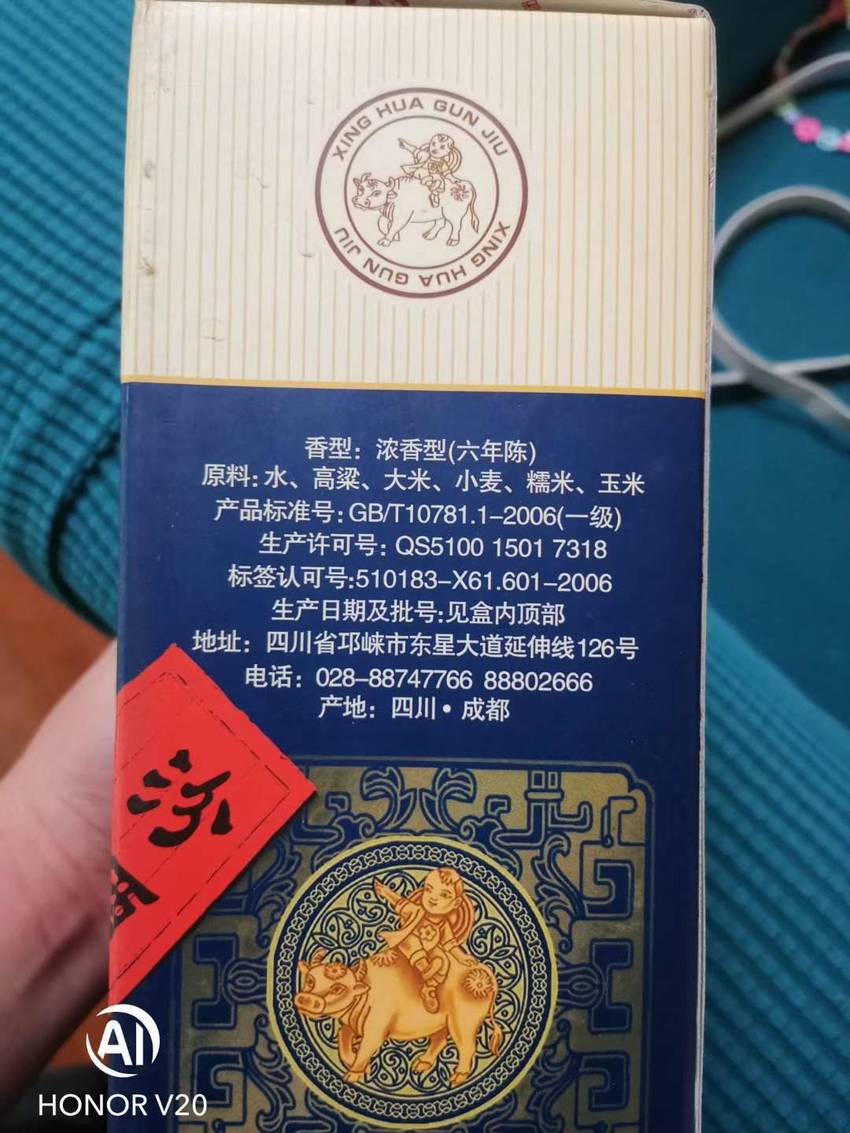 XING HUA GUN JIU
XING HUA GUN JIU
香型：浓香型(六年陈)
原料：水、高粱、大米、小麦、糯米、玉米
产品标准号：GB/T10781.1-2006(一级)
生产许可号：QS5100 1501 7318
标签认可号:510183-X61.601-2006
生产日期及批号:见盒内顶部
地址：四川省邛崃市东星大道延伸线126号
电话：028-88747766 88802666
产地：四川•成都
汾
酒
AI
HONOR V20